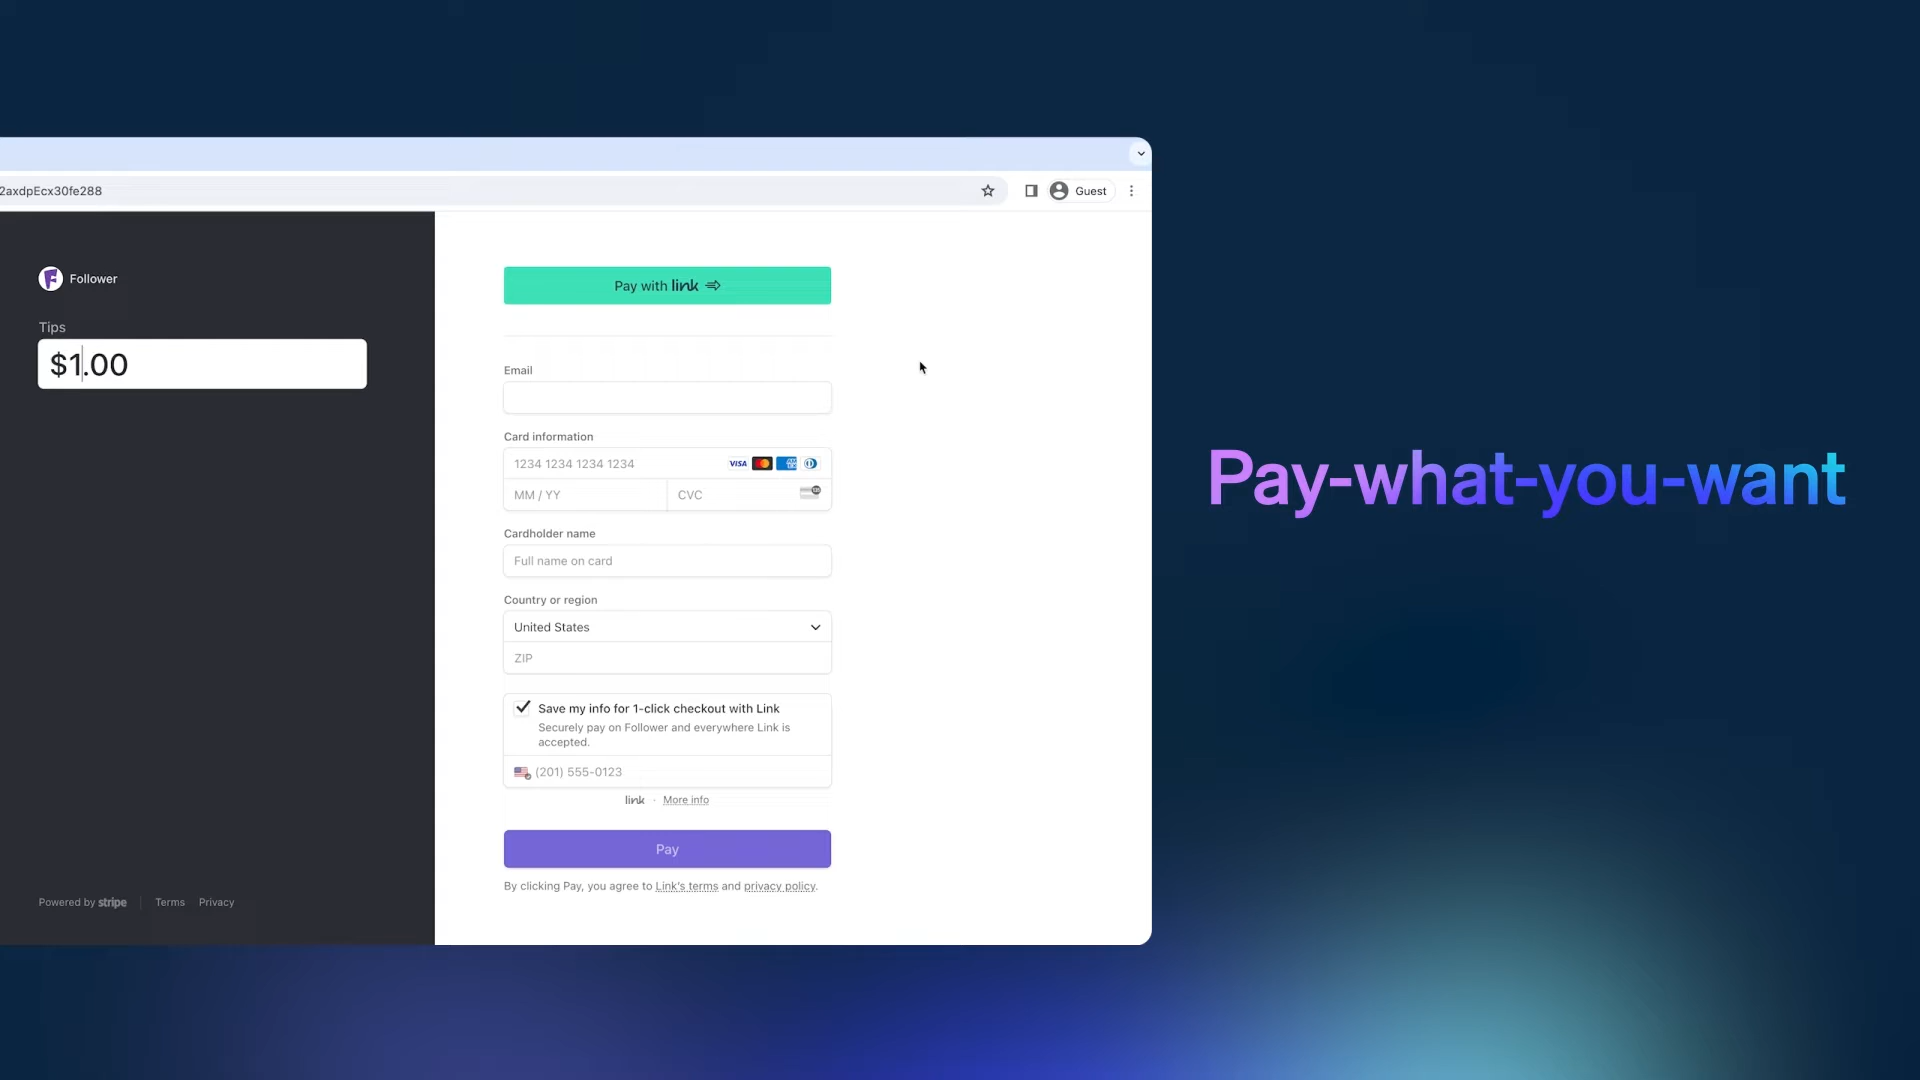 2axdpEcx30fe288
Guest
Follower
Tips
$1.00
Powered by stripe
Terms
Privacy
Pay with link
Email
Card information
1234 1234 1234 1234
VISA
MM / YY
CVC
Cardholder name
Full name on card
Country or region
United States
ZIP
Save my info for 1-click checkout with Link
Securely pay on Follower and everywhere Link is
accepted.
(201) 555-0123
link · More info
Pay
By clicking Pay, you agree to Link's terms and privacy policy.
Pay-what-you-want